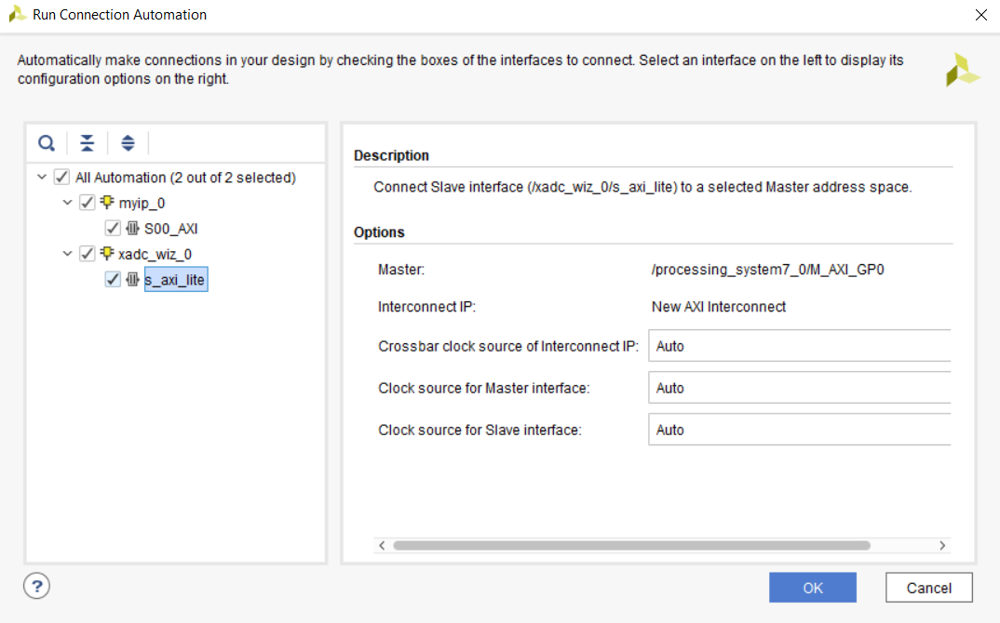 Run Connection Automation
Automatically make connections in your design by checking the boxes of the interfaces to connect. Select an interface on the left to display its
configuration options on the right.
All Automation (2 out of 2 selected)
myip_0
S00_AXI
xadc_wiz_0
s_axi_lite
Description
Connect Slave interface (/xadc_wiz_0/s_axi_lite) to a selected Master address space.
Options
Master: /processing_system7_0/M_AXI_GP0
Interconnect IP: New AXI Interconnect
Crossbar clock source of Interconnect IP: Auto
Clock source for Master interface: Auto
Clock source for Slave interface: Auto
?
OK Cancel